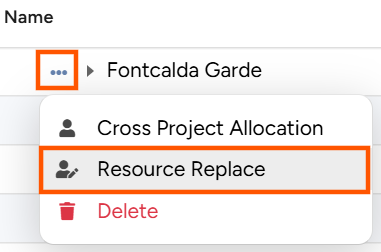 Name
Fontcalda Garde
Cross Project Allocation
Resource Replace
Delete